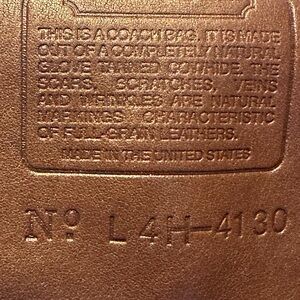 THIS IS A COACH BAG. IT IS MADE
OUT OF A COMPLETELY NATURAL
GLOVE TANNED COWHIDE. THE
SCARS, SCRATCHES, VEINS
AND WRINKLES ARE NATURAL
MARKINGS CHARACTERISTIC
OF FULL-GRAIN LEATHERS.
MADE IN THE UNITED STATES
Nº L4H-4130